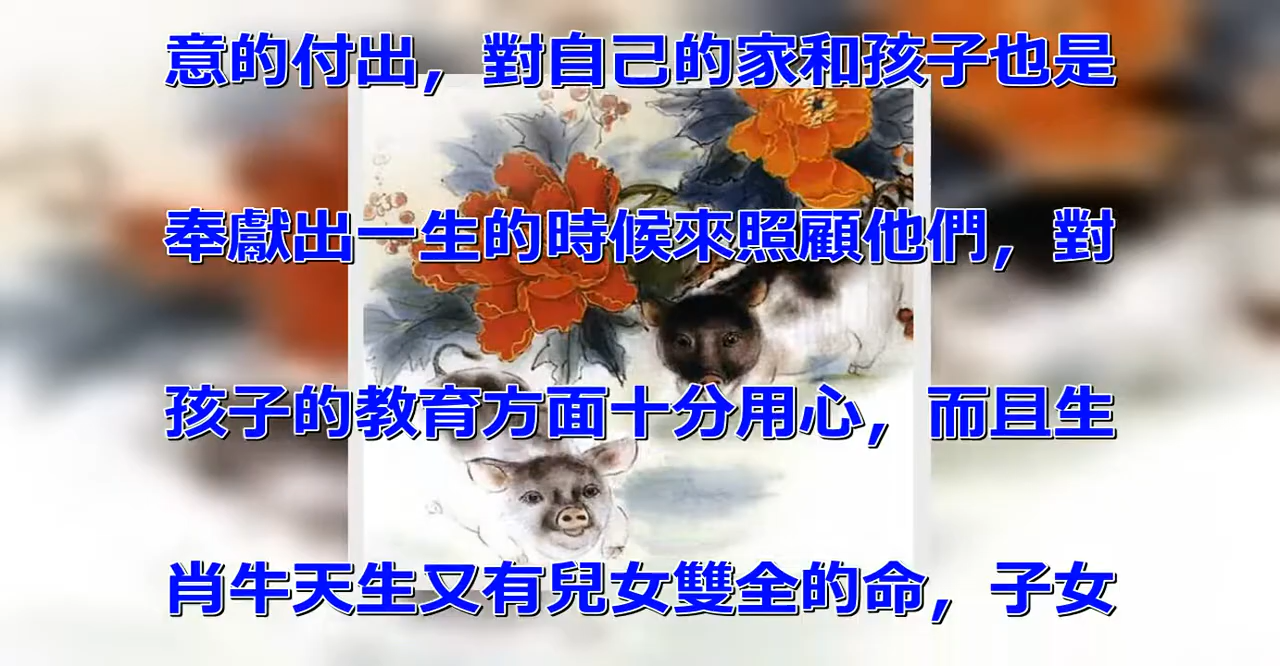 意的付出，對自己的家和孩子也是
奉獻出一生的時候來照顧他們，對
孩子的教育方面十分用心，而且生
肖牛天生又有兒女雙全的命，子女